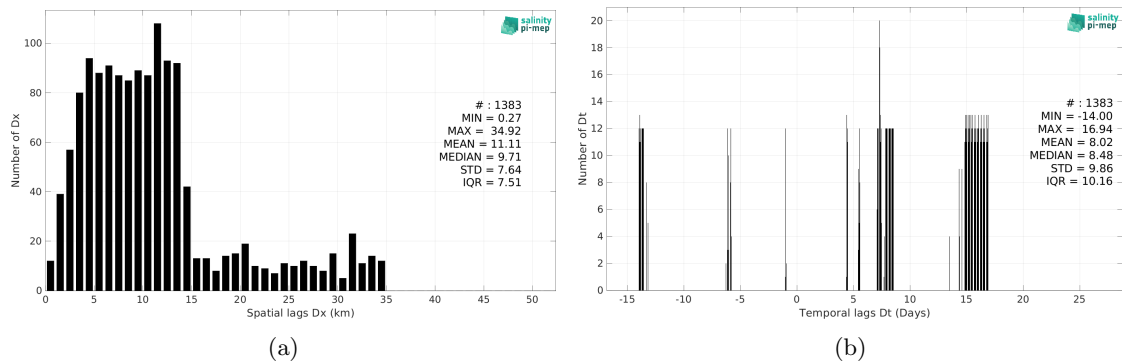 salinity
pi-mep
Number of Dx
100
80
60
40
20
0
# : 1383
MIN = 0.27
MAX = 34.92
MEAN = 11.11
MEDIAN = 9.71
STD = 7.64
IQR = 7.51
0 5 10 15 20 25 30 35 40 45 50
Spatial lags Dx (km)
(a)
salinity
pi-mep
Number of Dt
20
18
16
14
12
10
8
6
4
2
0
# : 1383
MIN = -14.00
MAX = 16.94
MEAN = 8.02
MEDIAN = 8.48
STD = 9.86
IQR = 10.16
-15 -10 -5 0 5 10 15 20 25
Temporal lags Dt (Days)
(b)